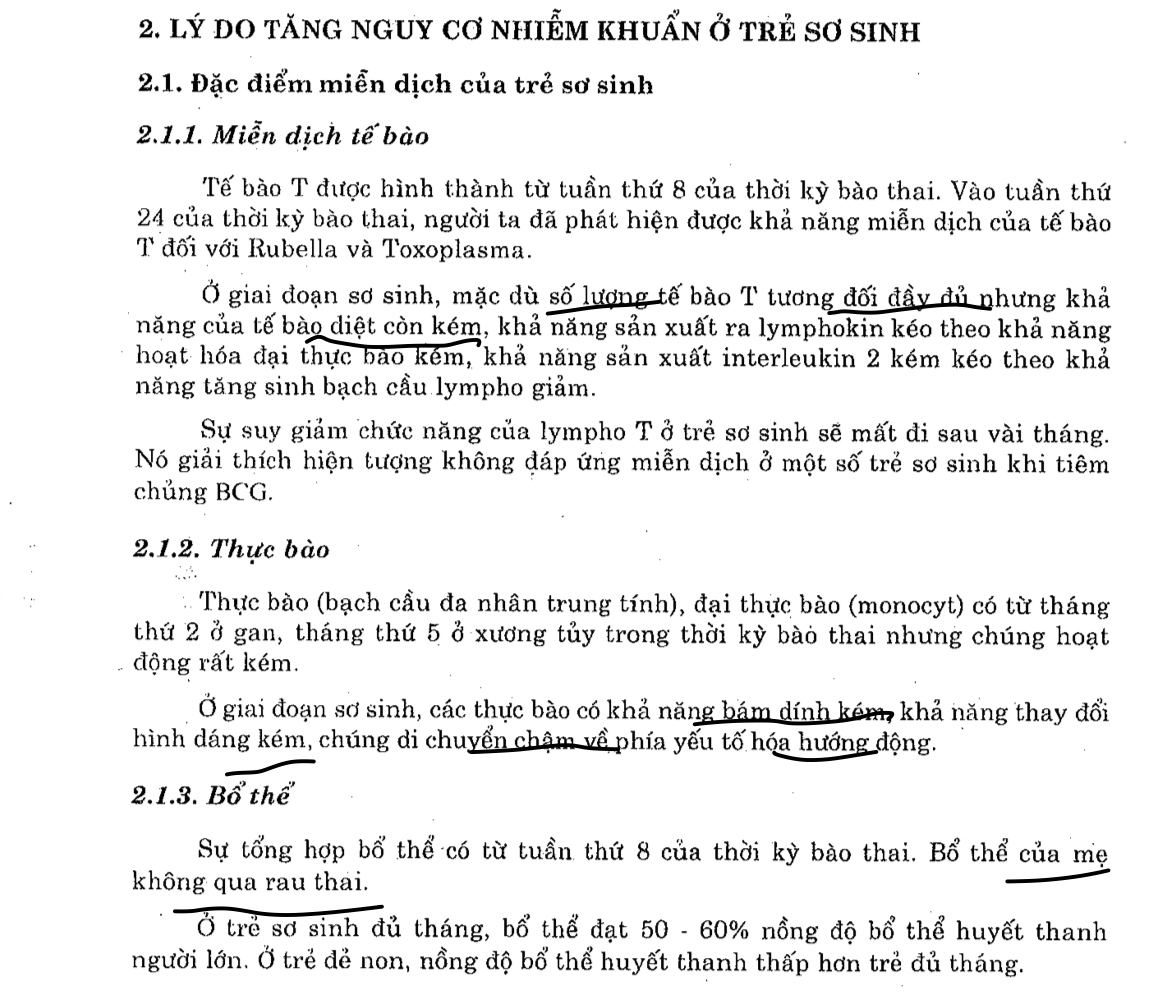 2. LÝ DO TĂNG NGUY CƠ NHIỄM KHUẨN Ở TRẺ SƠ SINH
2.1. Đặc điểm miễn dịch của trẻ sơ sinh
2.1.1. Miễn dịch tế bào
Tế bào T được hình thành từ tuần thứ 8 của thời kỳ bào thai. Vào tuần thứ
24 của thời kỳ bào thai, người ta đã phát hiện được khả năng miễn dịch của tế bào
T đối với Rubella và Toxoplasma.
Ở giai đoạn sơ sinh, mặc dù số lượng tế bào T tương đối đầy đủ nhưng khả
năng của tế bào diệt còn kém, khả năng sản xuất ra lymphokin kéo theo khả năng
hoạt hóa đại thực bào kém, khả năng sản xuất interleukin 2 kém kéo theo khả
năng tăng sinh bạch cầu lympho giảm.
Sự suy giảm chức năng của lympho T ở trẻ sơ sinh sẽ mất đi sau vài tháng.
Nó giải thích hiện tượng không đáp ứng miễn dịch ở một số trẻ sơ sinh khi tiêm
chủng BCG.
2.1.2. Thực bào
Thực bào (bạch cầu đa nhân trung tính), đại thực bào (monocyt) có từ tháng
thứ 2 ở gan, tháng thứ 5 ở xương tủy trong thời kỳ bào thai nhưng chúng hoạt
động rất kém.
Ở giai đoạn sơ sinh, các thực bào có khả năng bám dính kém, khả năng thay đổi
hình dáng kém, chúng di chuyển chậm về phía yếu tố hóa hướng động.
2.1.3. Bổ thể
Sự tổng hợp bổ thể có từ tuần thứ 8 của thời kỳ bào thai. Bổ thể của mẹ
không qua rau thai.
Ở trẻ sơ sinh đủ tháng, bổ thể đạt 50 - 60% nồng độ bổ thể huyết thanh
người lớn. Ở trẻ đẻ non, nồng độ bổ thể huyết thanh thấp hơn trẻ đủ tháng.